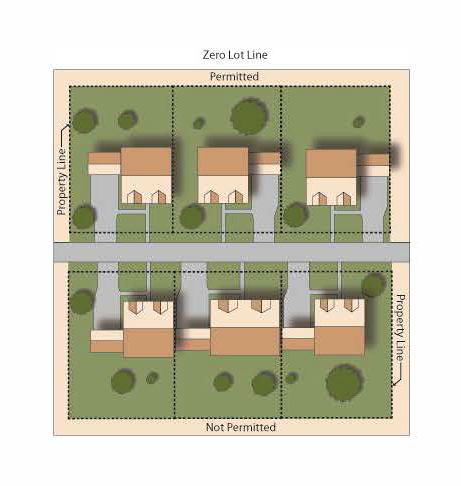 Zero Lot Line
Permitted
Property Line
Property Line
Not Permitted